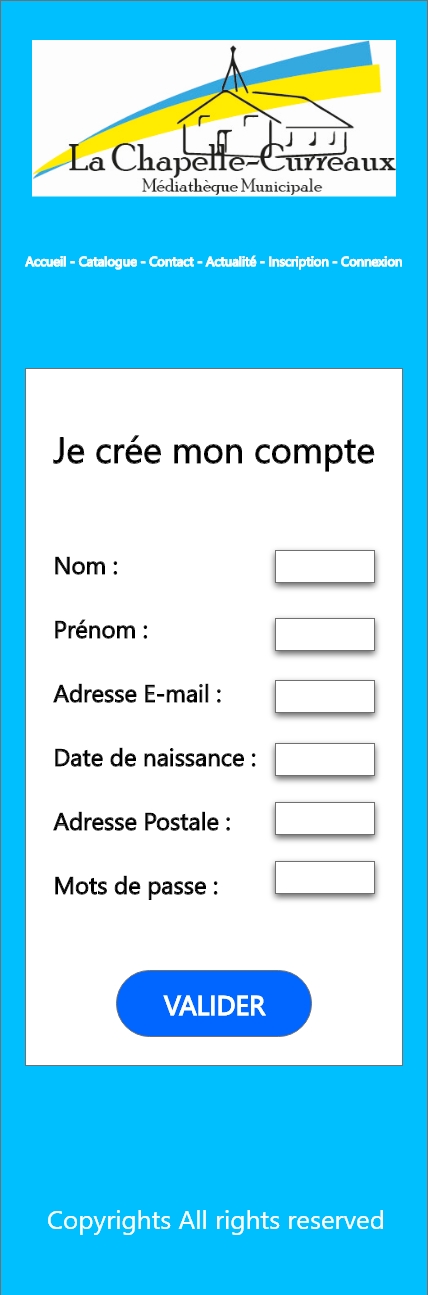 La Chapelle-Curreaux
Médiathèque Municipale
Accueil - Catalogue - Contact - Actualité - Inscription - Connexion
Je crée mon compte
Nom :
Prénom :
Adresse E-mail :
Date de naissance :
Adresse Postale :
Mots de passe :
VALIDER
Copyrights All rights reserved